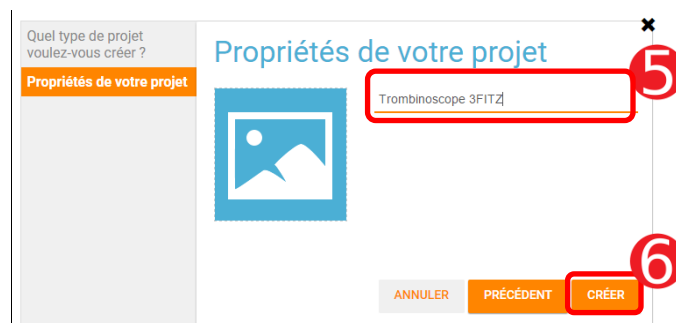 Quel type de projet
voulez-vous créer ?
Propriétés de votre projet
Propriétés de votre projet
✖
5
Trombinoscope 3FITZ
6
ANNULER
PRÉCÉDENT
CRÉER